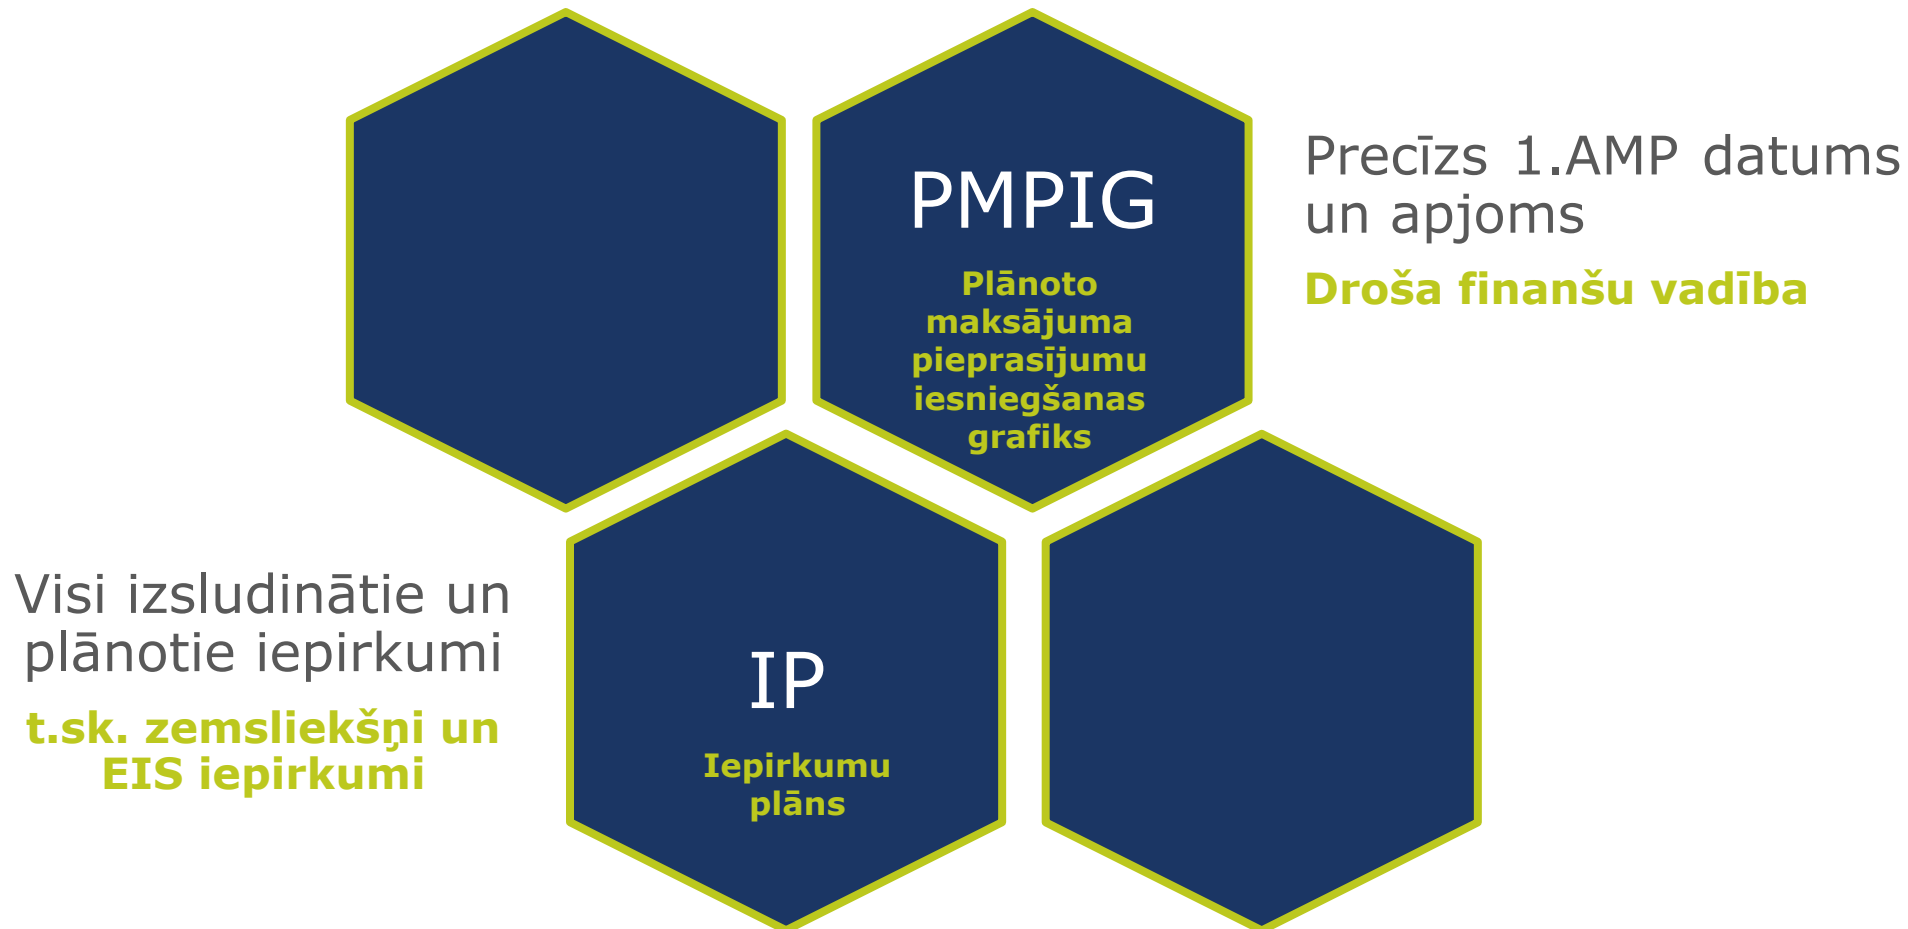 PMPIG
Plānoto
maksājuma
pieprasījumu
iesniegšanas
grafiks
Precīzs 1.AMP datums
un apjoms
Droša finanšu vadība
Visi izsludinātie un
plānotie iepirkumi
t.sk. zemsliekšņi un
EIS iepirkumi
IP
Iepirkumu
plāns